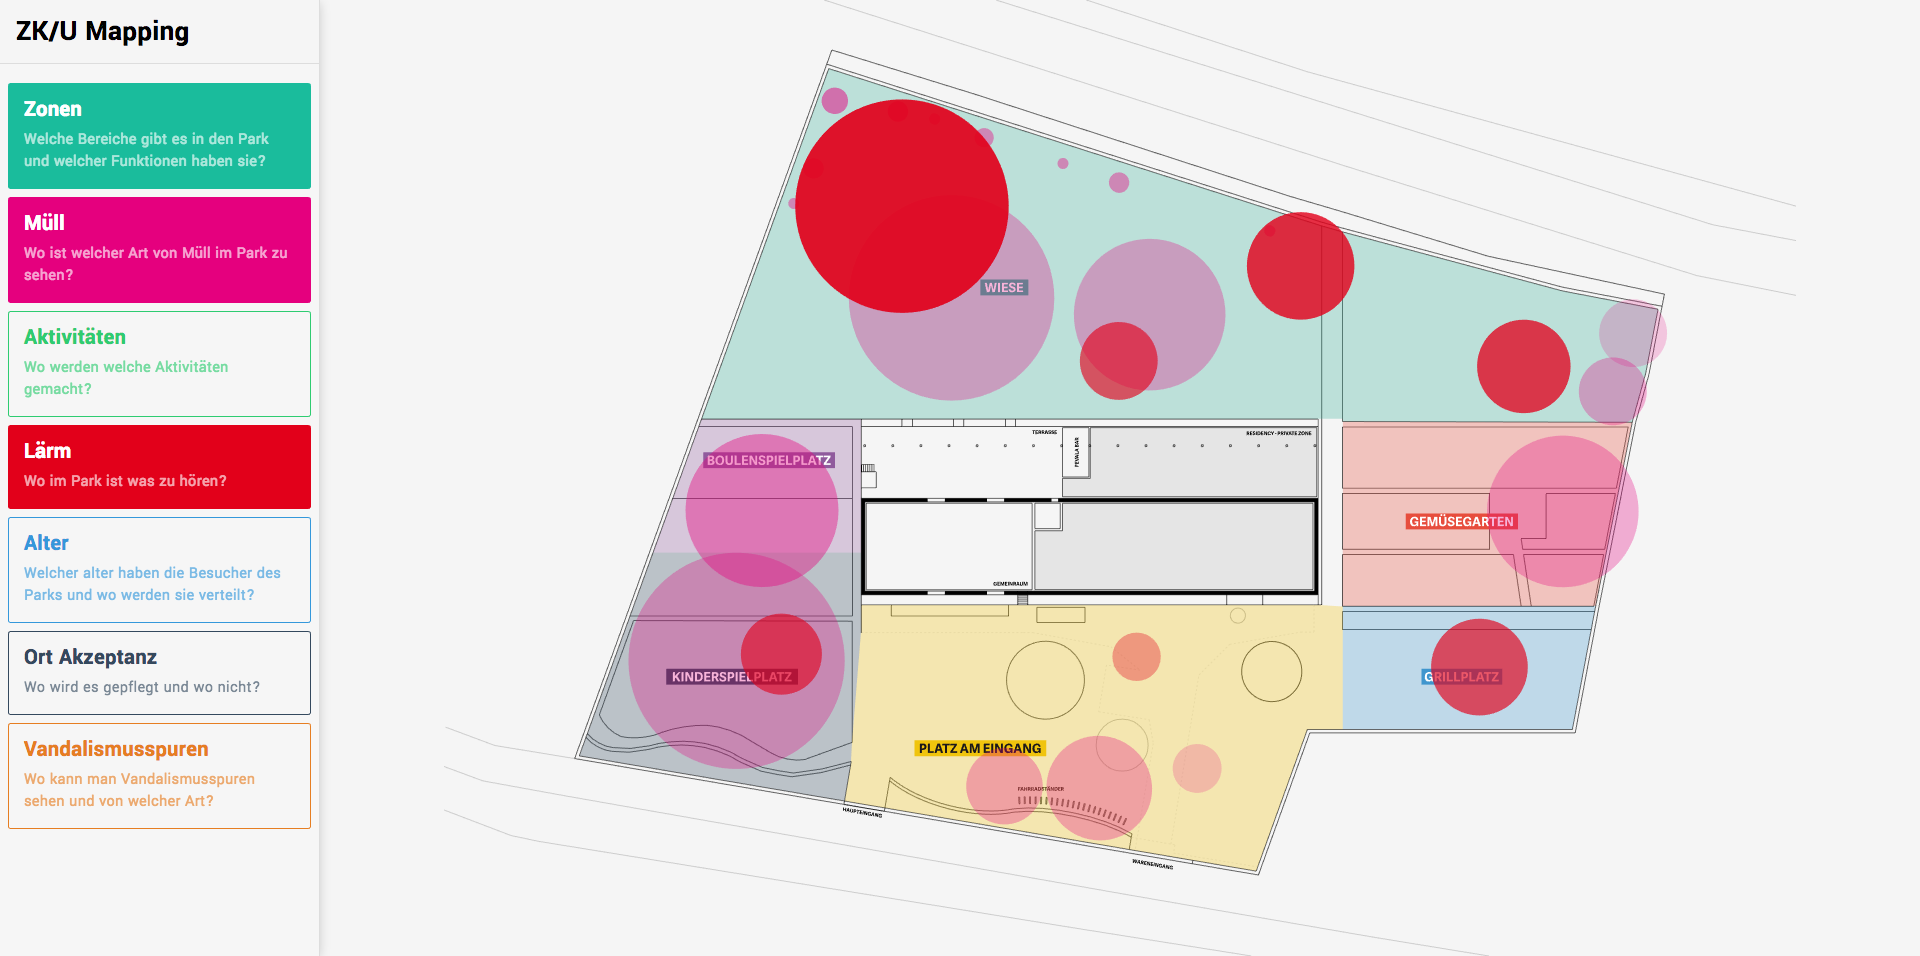 ZK/U Mapping
Zonen
Welche Bereiche gibt es in den Park
und welcher Funktionen haben sie?
Müll
Wo ist welcher Art von Müll im Park zu
sehen?
Aktivitäten
Wo werden welche Aktivitäten
gemacht?
Lärm
Wo im Park ist was zu hören?
Alter
Welcher alter haben die Besucher des
Parks und wo werden sie verteilt?
Ort Akzeptanz
Wo wird es gepflegt und wo nicht?
Vandalismusspuren
Wo kann man Vandalismusspuren
sehen und von welcher Art?
WIESE
TERRASSE
RESIDENCY - PRIVATE ZONE
BOULENSPIELPLATZ
GEMÜSEGARTEN
GEMEINRAUM
KINDERSPIELPLATZ
GRILLPLATZ
PLATZ AM EINGANG
FAHRRADSTÄNDER
HAUPTEINGANG
WARENEINGANG